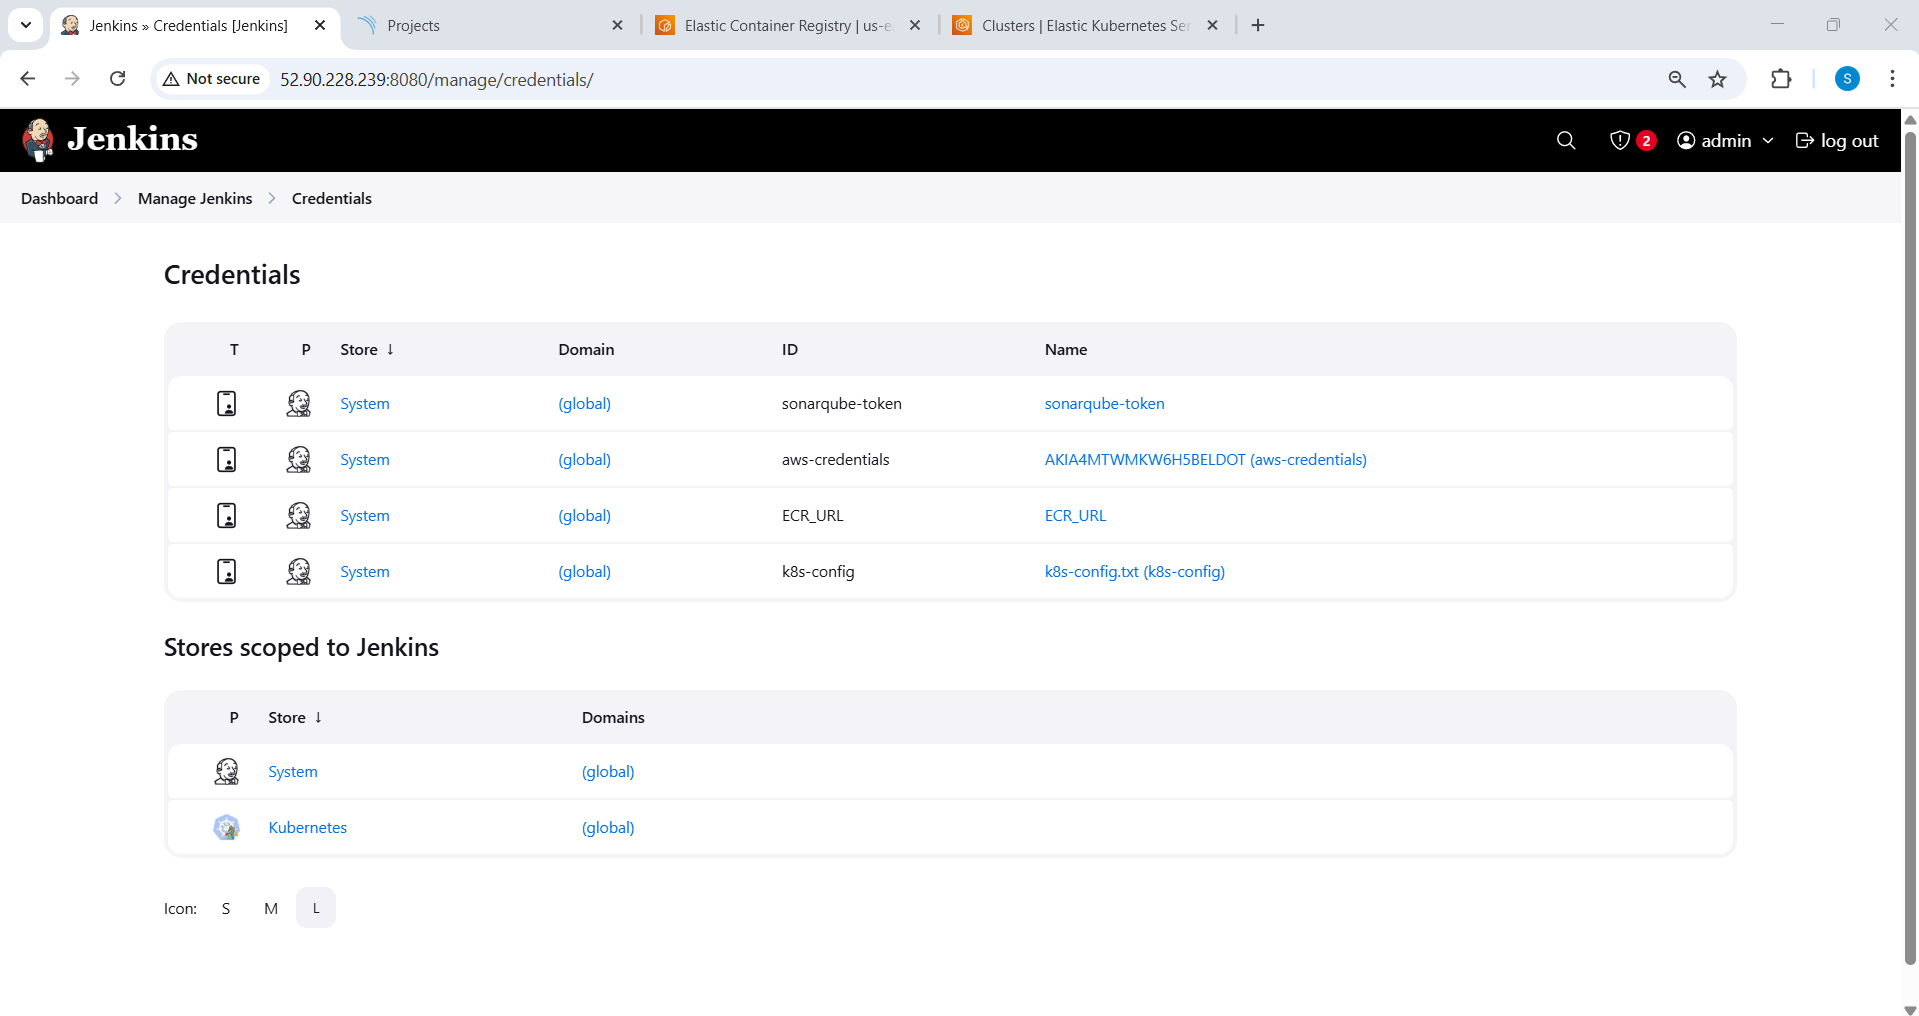 Jenkins » Credentials [Jenkins]
Projects
Elastic Container Registry | us-e
Clusters | Elastic Kubernetes Ser
Not secure
52.90.228.239:8080/manage/credentials/
S
Jenkins
2
admin
log out
Dashboard
Manage Jenkins
Credentials
Credentials
T P Store ↓ Domain ID Name
System (global) sonarqube-token sonarqube-token
System (global) aws-credentials AKIA4MTWMKW6H5BELDOT (aws-credentials)
System (global) ECR_URL ECR_URL
System (global) k8s-config k8s-config.txt (k8s-config)
Stores scoped to Jenkins
P Store ↓ Domains
System (global)
Kubernetes (global)
Icon: S M L